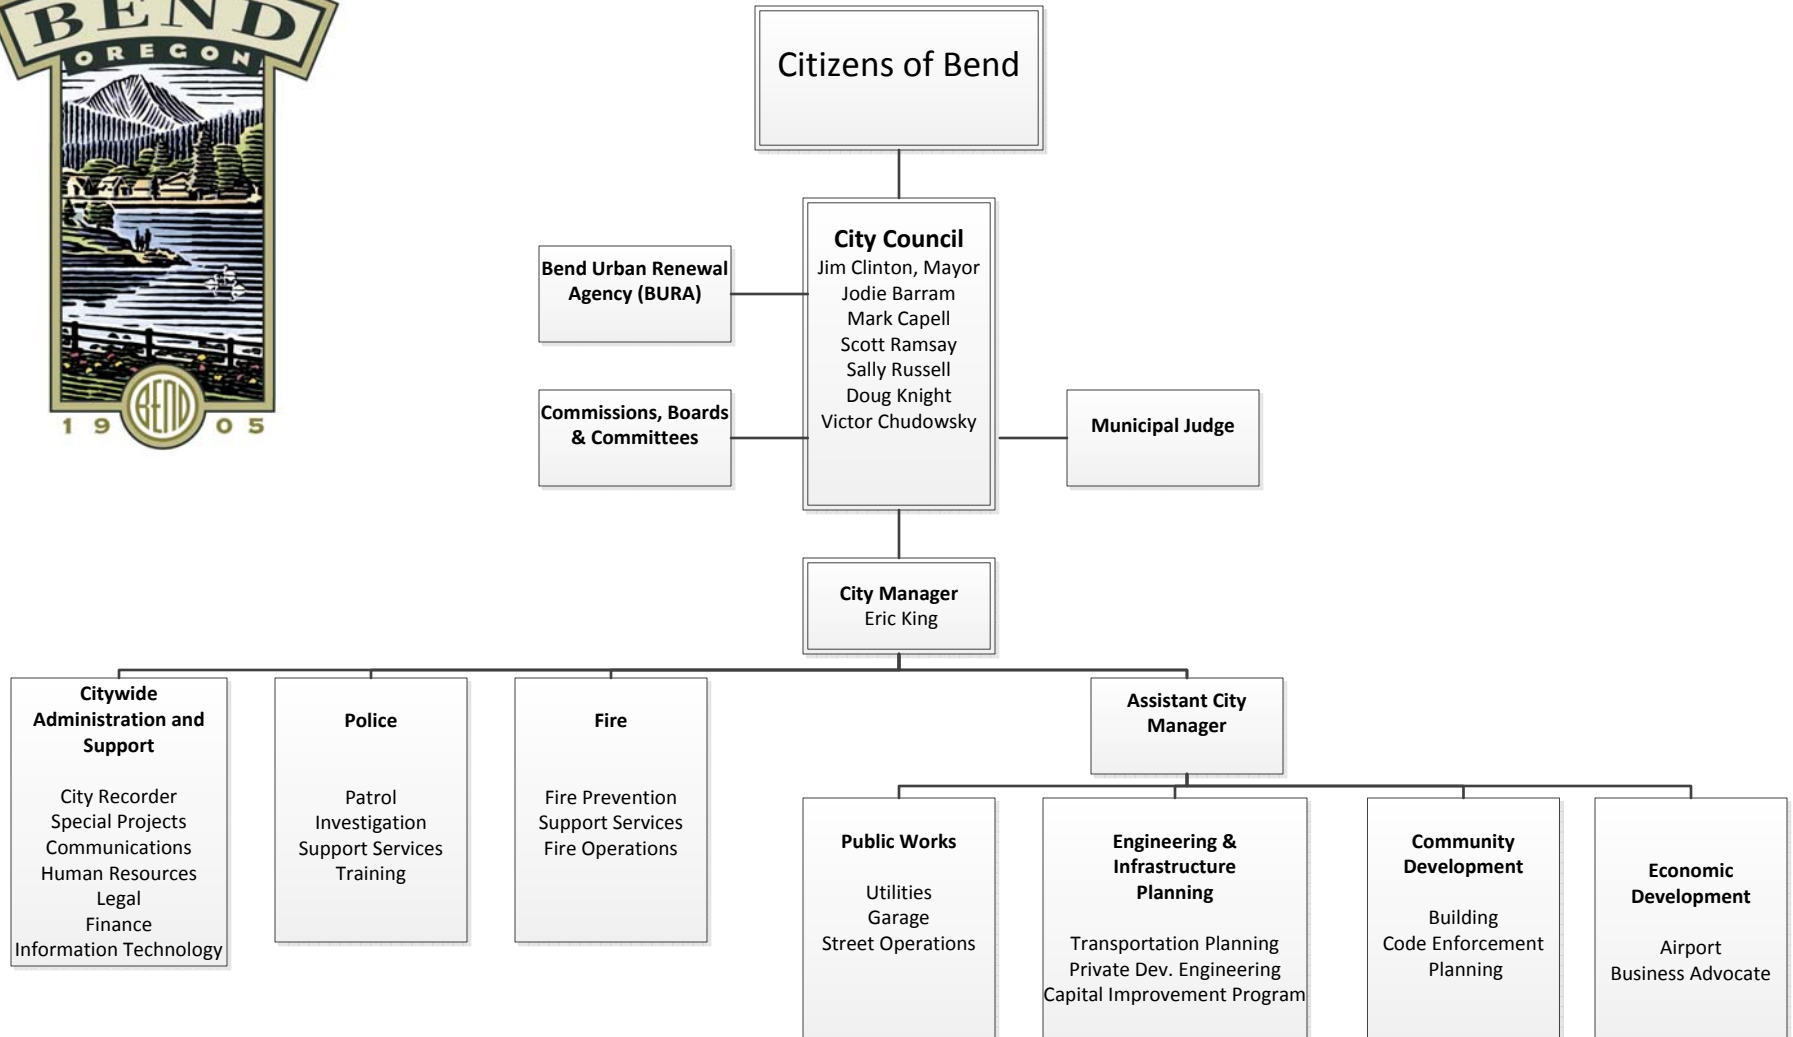 BEND
OREGON
19 BEND 05
Citizens of Bend
City Council
Jim Clinton, Mayor
Jodie Barram
Mark Capell
Scott Ramsay
Sally Russell
Doug Knight
Victor Chudowsky
Bend Urban Renewal
Agency (BURA)
Commissions, Boards
& Committees
Municipal Judge
City Manager
Eric King
Citywide
Administration and
Support
City Recorder
Special Projects
Communications
Human Resources
Legal
Finance
Information Technology
Police
Patrol
Investigation
Support Services
Training
Fire
Fire Prevention
Support Services
Fire Operations
Assistant City
Manager
Public Works
Utilities
Garage
Street Operations
Engineering &
Infrastructure
Planning
Transportation Planning
Private Dev. Engineering
Capital Improvement Program
Community
Development
Building
Code Enforcement
Planning
Economic
Development
Airport
Business Advocate